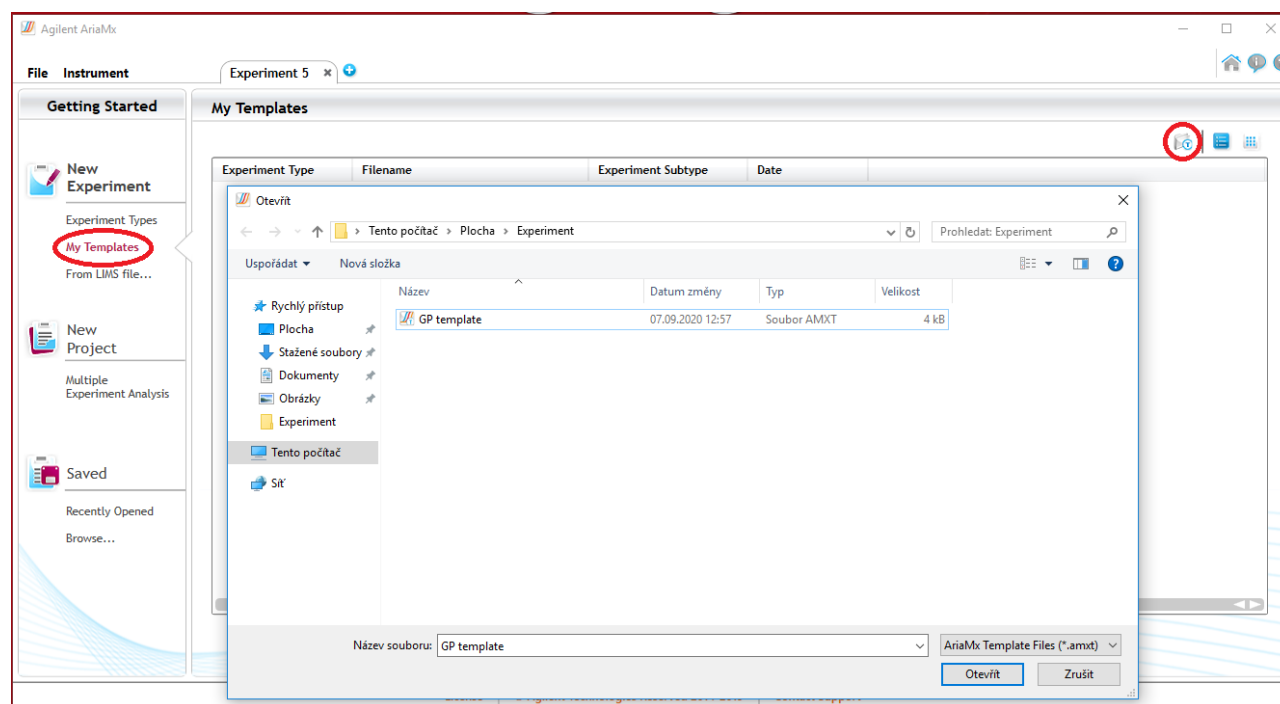 Agilent AriaMx
File Instrument
Experiment 5
Getting Started
My Templates
New
Experiment
Experiment Types
My Templates
From LIMS file...
New
Project
Multiple
Experiment Analysis
Saved
Recently Opened
Browse...
Experiment Type Filename Experiment Subtype Date
Otevřít
Tento počítač › Plocha › Experiment
Prohledat: Experiment
Uspořádat Nová složka
Rychlý přístup
Plocha
Stažené soubory
Dokumenty
Obrázky
Experiment
Tento počítač
Síť
Název Datum změny Typ Velikost
GP template 07.09.2020 12:57 Soubor AMXT 4 kB
Název souboru: GP template
AriaMx Template Files (*.amxt)
Otevřít Zrušit